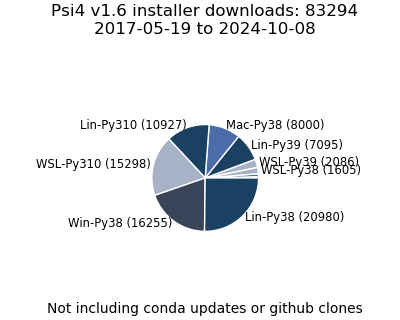 Psi4 v1.6 installer downloads: 83294
2017-05-19 to 2024-10-08
Lin-Py310 (10927)
Mac-Py38 (8000)
Lin-Py39 (7095)
WSL-Py310 (15298)
WSL-Py39 (2086)
WSL-Py38 (1605)
Win-Py38 (16255)
Lin-Py38 (20980)
Not including conda updates or github clones